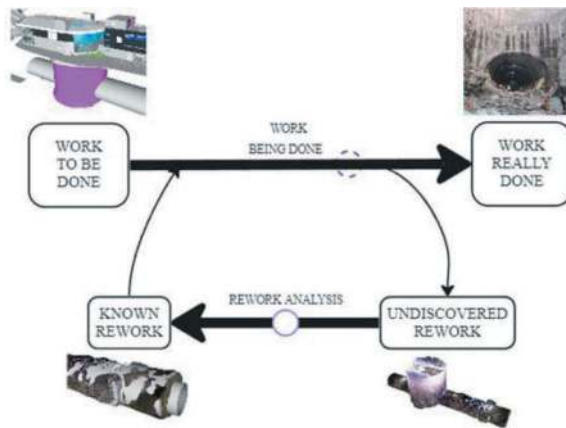 WORK
TO BE
DONE
WORK
BEING DONE
WORK
REALLY
DONE
KNOWN
REWORK
REWORK ANALYSIS
UNDISCOVERED
REWORK